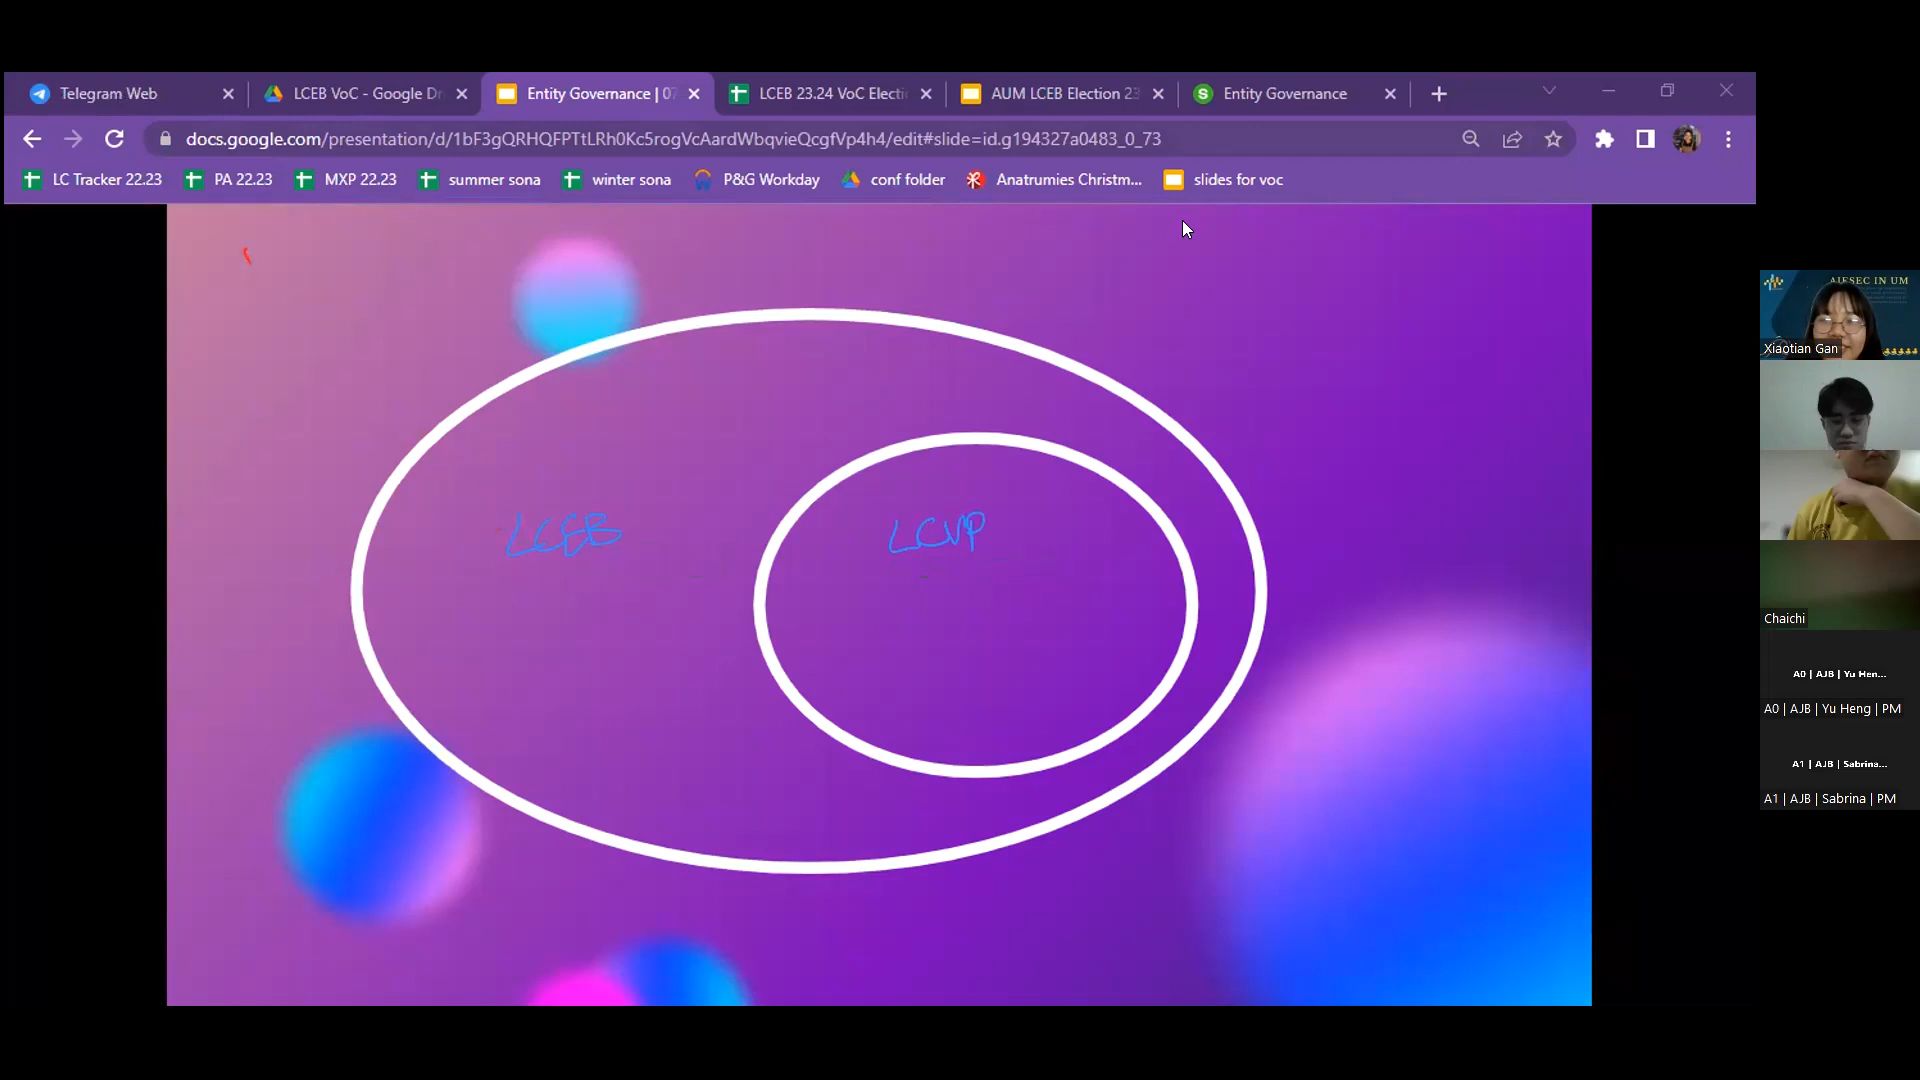 Telegram Web
LCEB VoC - Google Dr
Entity Governance | 07
LCEB 23.24 VoC Electi
AUM LCEB Election 23
Entity Governance
docs.google.com/presentation/d/1bF3gQRHQFPTtLRh0Kc5rogVcAardWbqvieQcgfVp4h4/edit#slide=id.g194327a0483_0_73
LC Tracker 22.23
PA 22.23
MXP 22.23
summer sona
winter sona
P&G Workday
conf folder
Anatrumies Christm...
slides for voc
LCEB
LCVP
AIESEC IN UM
Xiaotian Gan
Chaichi
A0 | AJB | Yu Hen...
A0 | AJB | Yu Heng | PM
A1 | AJB | Sabrina...
A1 | AJB | Sabrina | PM